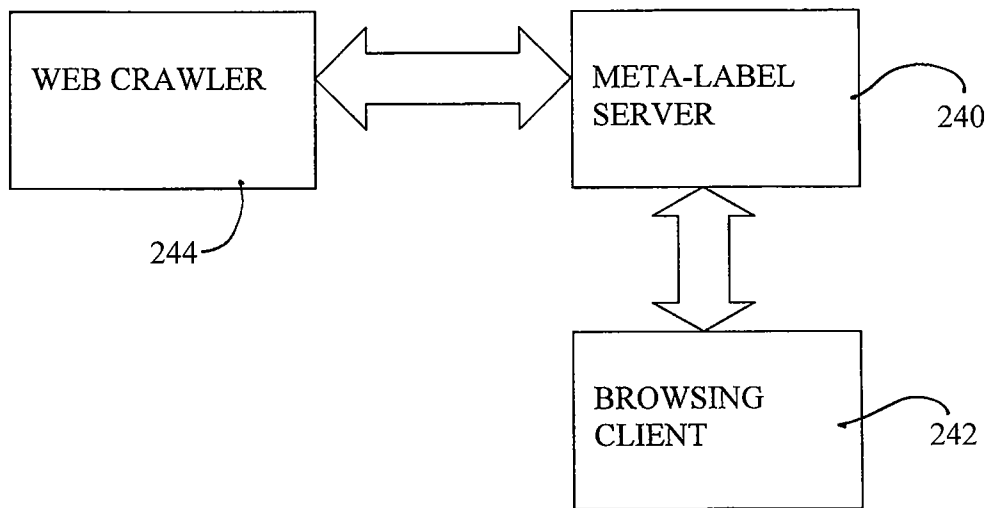 WEB CRAWLER
META-LABEL
SERVER
240
244
BROWSING
CLIENT
242